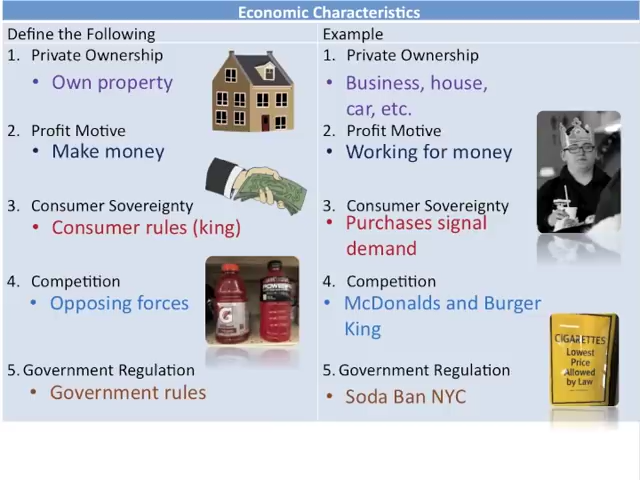 Economic Characteristics
Define the Following
1. Private Ownership
• Own property
2. Profit Motive
• Make money
3. Consumer Sovereignty
• Consumer rules (king)
4. Competition
• Opposing forces
5. Government Regulation
• Government rules
Example
1. Private Ownership
• Business, house,
car, etc.
2. Profit Motive
• Working for money
3. Consumer Sovereignty
• Purchases signal
demand
4. Competition
• McDonalds and Burger
King
5. Government Regulation
• Soda Ban NYC
G
POWER
CIGARETTES
Lowest
Price
Allowed
by Law